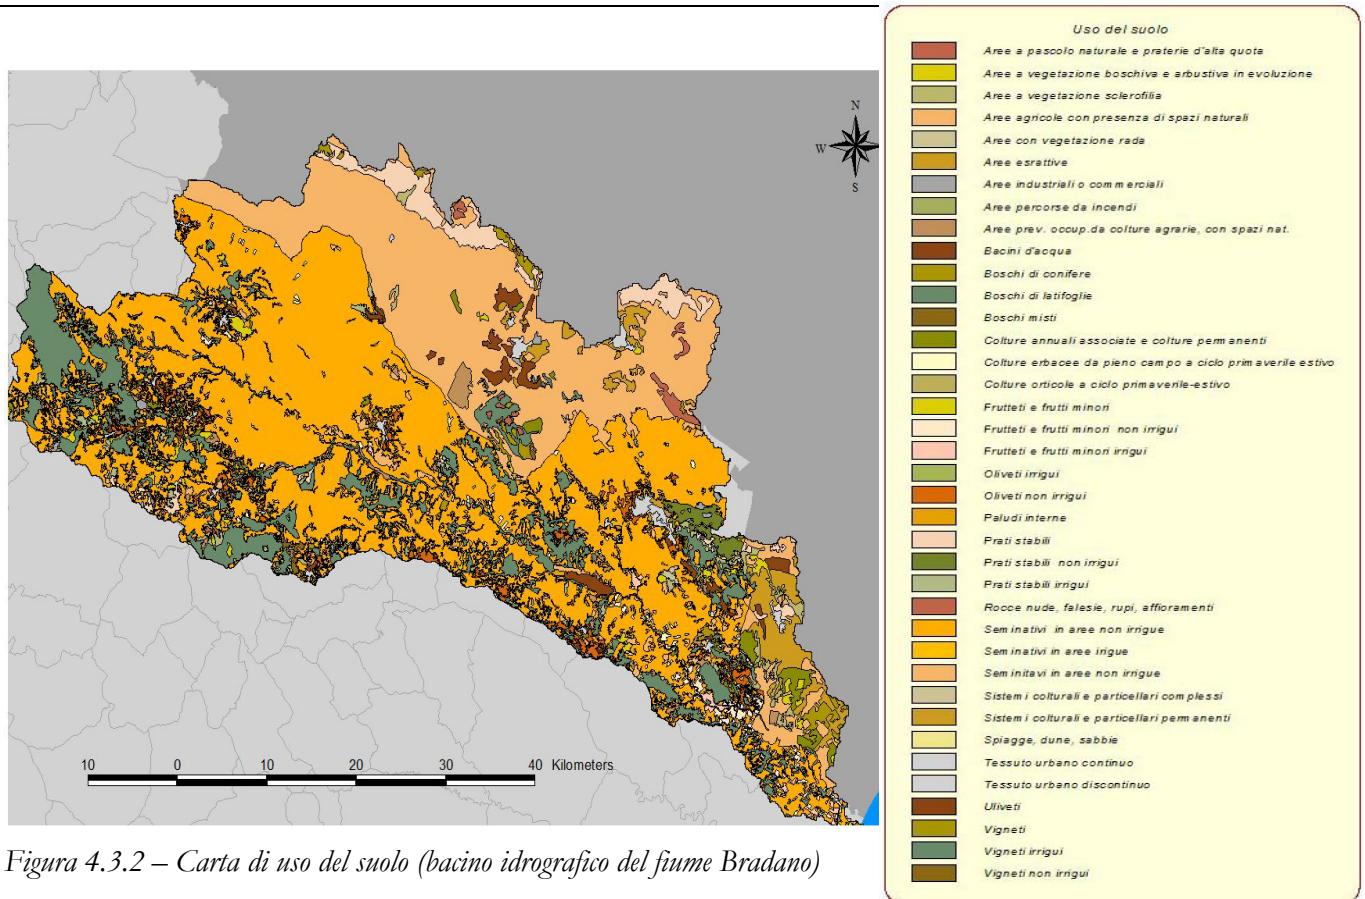 N
W
S
10 0 10 20 30 40 Kilometers
Figura 4.3.2 – Carta di uso del suolo (bacino idrografico del fiume Bradano)
Uso del suolo
Aree a pascolo naturale e praterie d'alta quota
Aree a vegetazione boschiva e arbustiva in evoluzione
Aree a vegetazione sclerofilia
Aree agricole con presenza di spazi naturali
Aree con vegetazione rada
Aree esrattive
Aree industriali o commerciali
Aree percorse da incendi
Aree prev. occup.da colture agrarie, con spazi nat.
Bacini d'acqua
Boschi di conifere
Boschi di latifoglie
Boschi misti
Colture annuali associate e colture permanenti
Colture erbacee da pieno campo a ciclo primaverile estivo
Colture orticole a ciclo primaverile-estivo
Frutteti e frutti minori
Frutteti e frutti minori non irrigui
Frutteti e frutti minori irrigui
Oliveti irrigui
Oliveti non irrigui
Paludi interne
Prati stabili
Prati stabili non irrigui
Prati stabili irrigui
Rocce nude, falesie, rupi, affioramenti
Seminativi in aree non irrigue
Seminativi in aree irigue
Seminitavi in aree non irrigue
Sistemi colturali e particellari complessi
Sistemi colturali e particellari permanenti
Spiagge, dune, sabbie
Tessuto urbano continuo
Tessuto urbano discontinuo
Uliveti
Vigneti
Vigneti irrigui
Vigneti non irrigui